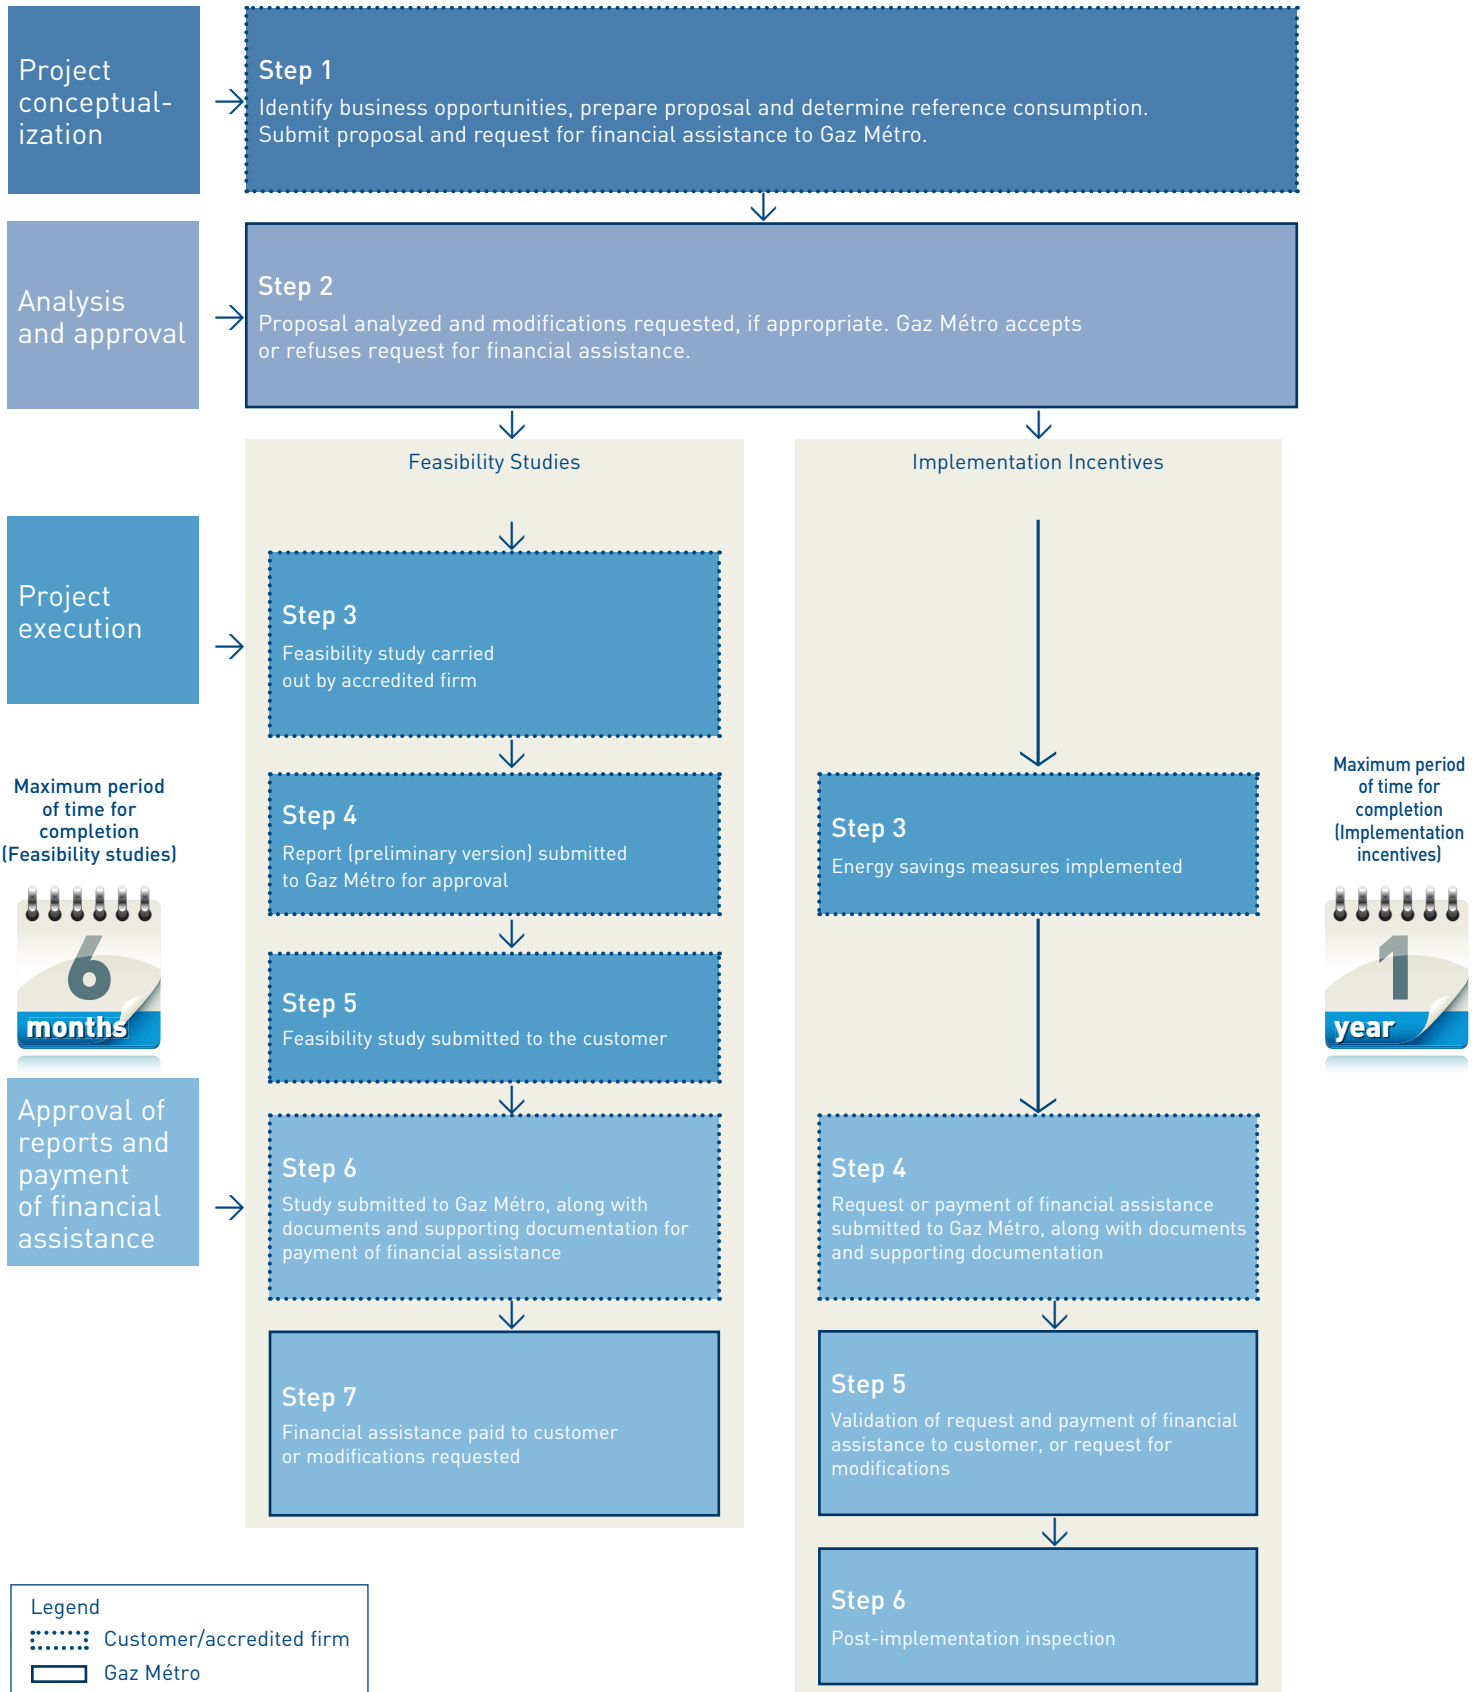 Project
conceptual-
ization
Step 1
Identify business opportunities, prepare proposal and determine reference consumption.
Submit proposal and request for financial assistance to Gaz Métro.
Analysis
and approval
Step 2
Proposal analyzed and modifications requested, if appropriate. Gaz Métro accepts
or refuses request for financial assistance.
Feasibility Studies
Project
execution
Step 3
Feasibility study carried
out by accredited firm
Maximum period
of time for
completion
(Feasibility studies)
6
months
Step 4
Report (preliminary version) submitted
to Gaz Métro for approval
Step 5
Feasibility study submitted to the customer
Approval of
reports and
payment
of financial
assistance
Step 6
Study submitted to Gaz Métro, along with
documents and supporting documentation for
payment of financial assistance
Step 7
Financial assistance paid to customer
or modifications requested
Implementation Incentives
Step 3
Energy savings measures implemented
Maximum period
of time for
completion
(Implementation
incentives)
1
year
Step 4
Request or payment of financial assistance
submitted to Gaz Métro, along with documents
and supporting documentation
Step 5
Validation of request and payment of financial
assistance to customer, or request for
modifications
Step 6
Post-implementation inspection
Legend
Customer/accredited firm
Gaz Métro